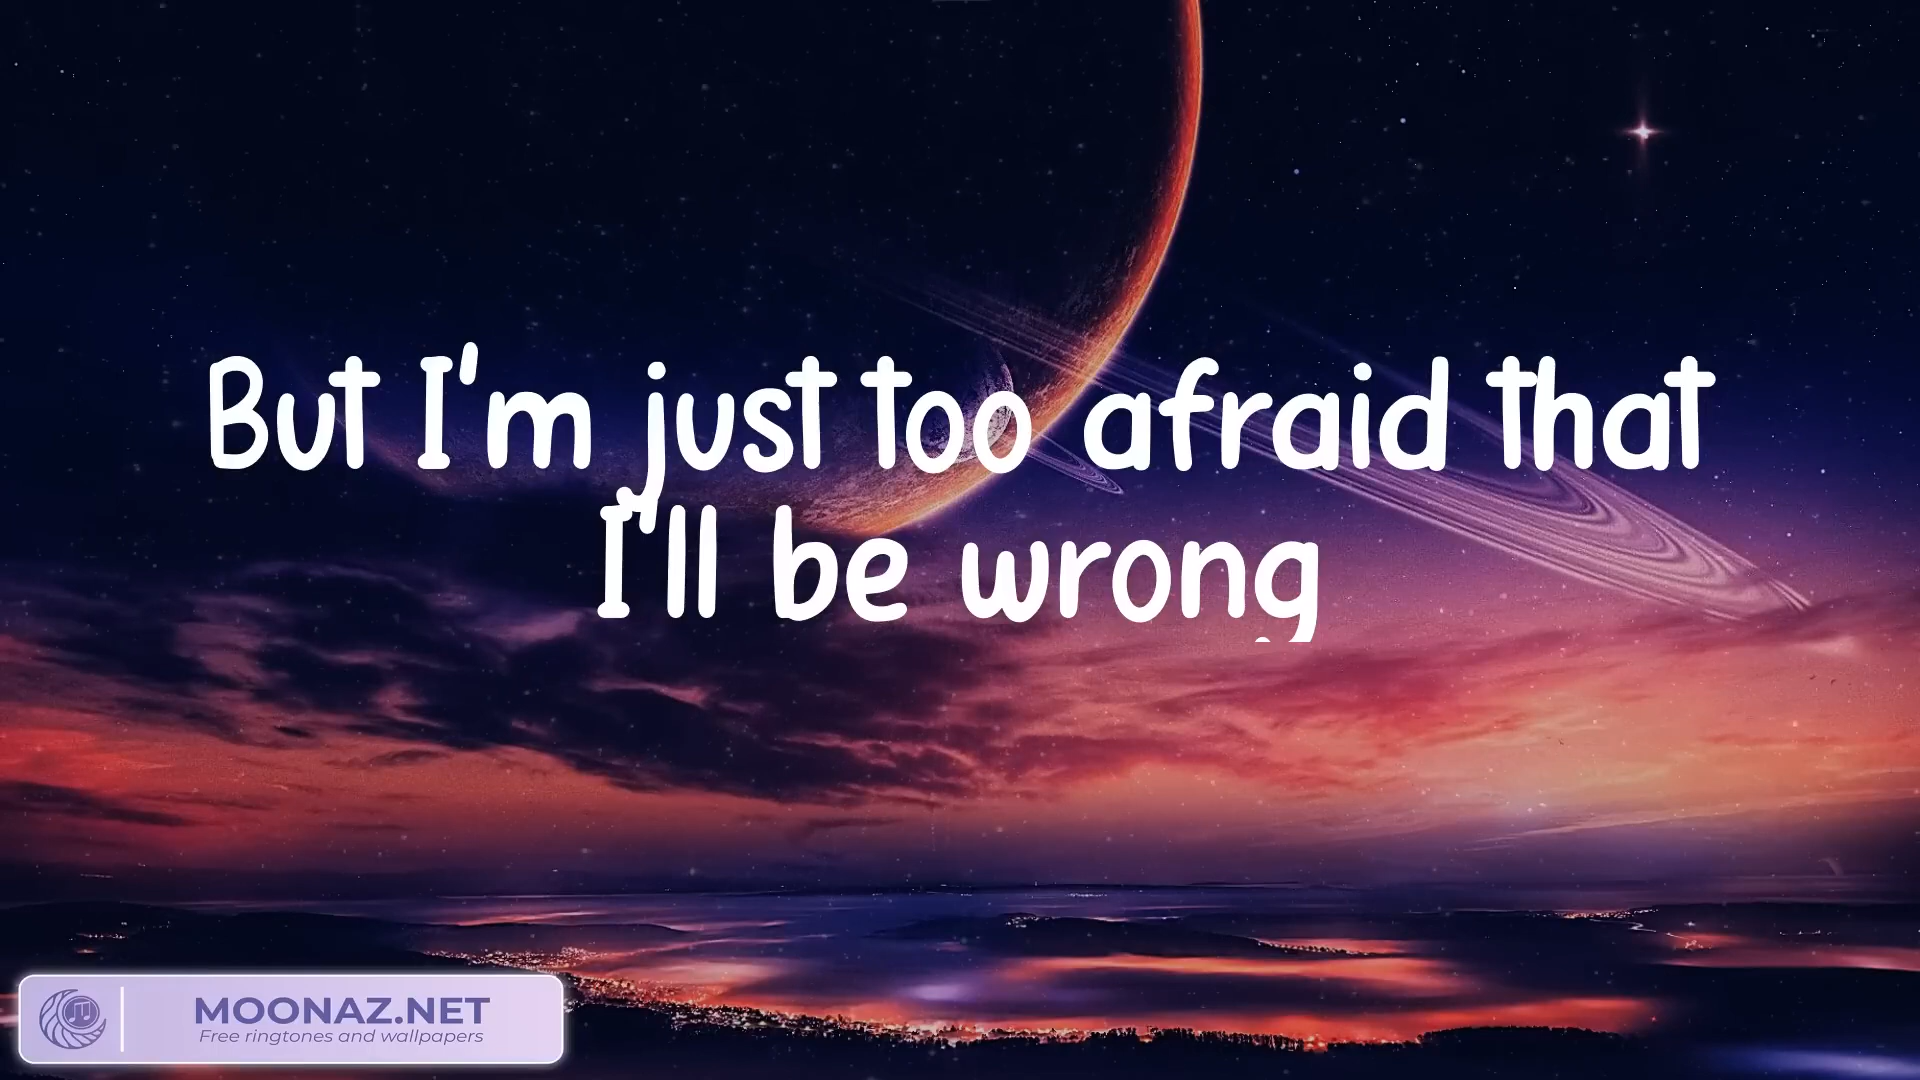 But I'm just too afraid that
I'll be wrong
MOONAZ.NET
Free ringtones and wallpapers